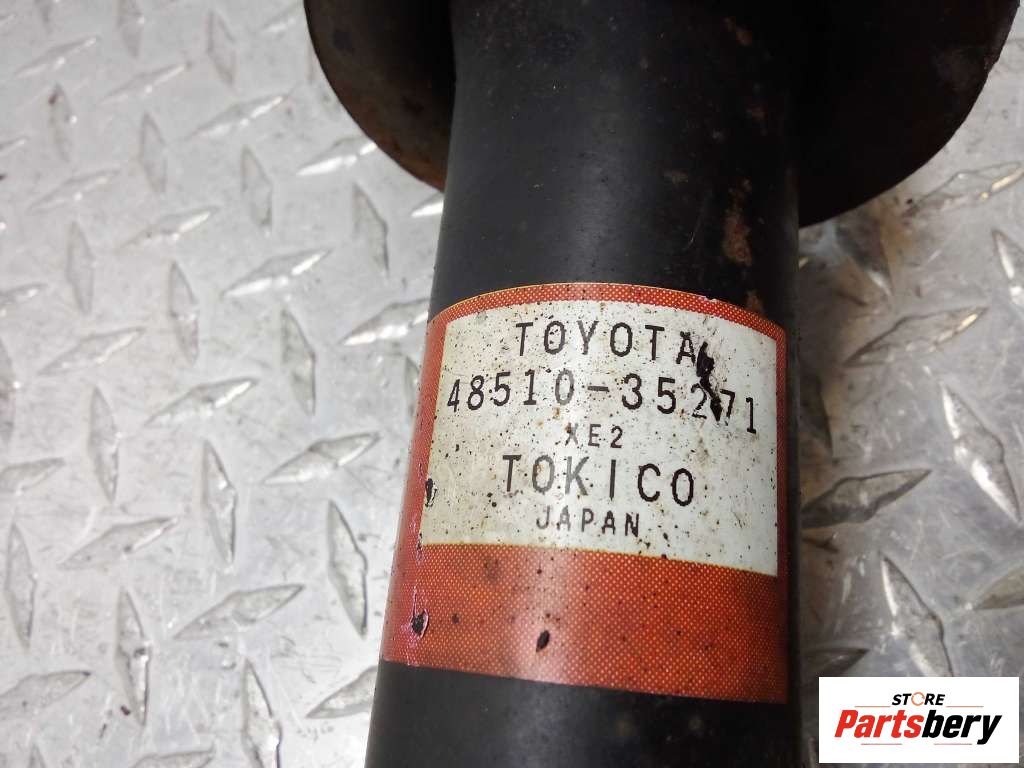 TOYOTA
48510-35271
XE2
TOKICO
JAPAN
STORE
Partsbery